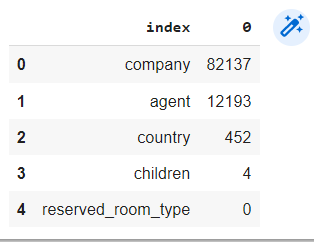 index 0
0 company 82137
1 agent 12193
2 country 452
3 children 4
4 reserved_room_type 0